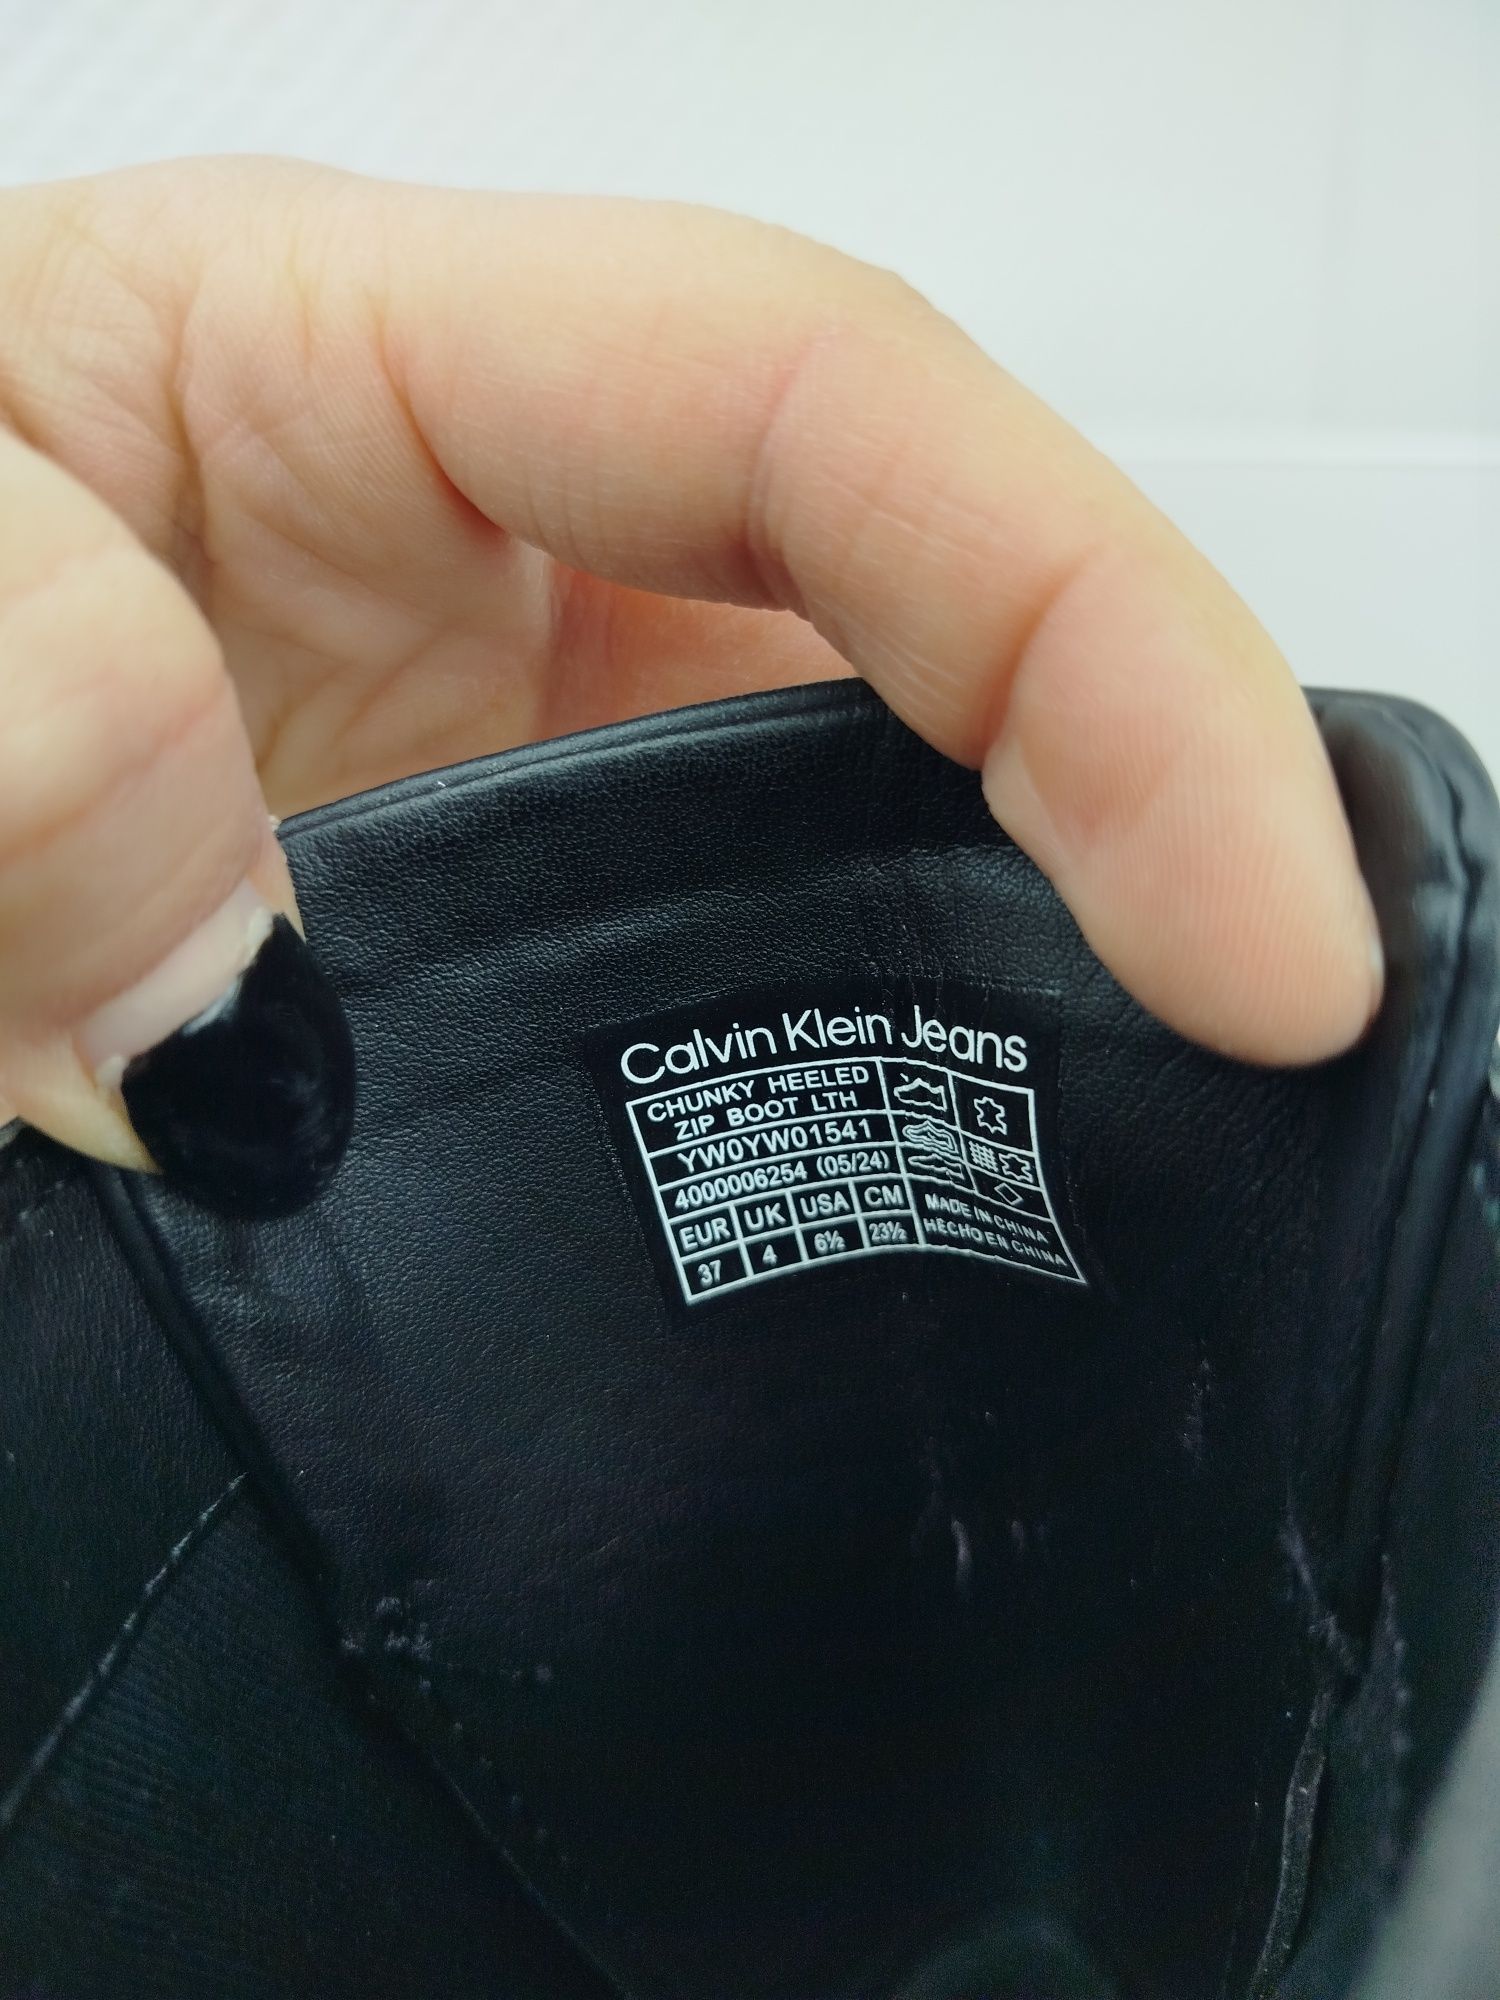 Calvin Klein Jeans
CHUNKY HEELED
ZIP BOOT LTH
YW0YW01541
4000006254 (05/24)
EUR UK USA CM
37 4 6½ 23½
MADE IN CHINA
HECHO EN CHINA